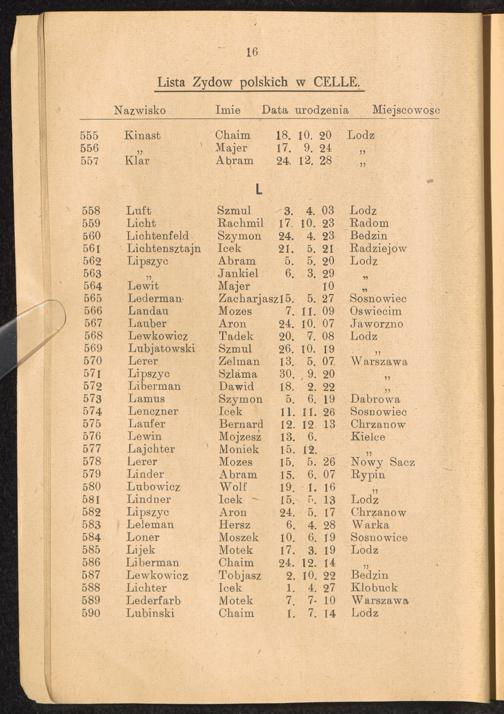 16
Lista Zydow polskich w CELLE.
Nazwisko Imie Data urodzenia Miejscowosc
555 Kinast Chaim 18. 10. 20 Lodz
556 „ Majer 17. 9. 24 „
557 Klar Abram 24. 12. 28 „
L
558 Luft Szmul 3. 4. 03 Lodz
559 Licht Rachmil 17. 10. 23 Radom
560 Lichtenfeld Szymon 24. 4. 23 Bedzin
561 Lichtensztajn Icek 21. 5. 21 Radziejow
562 Lipszyc Abram 5. 5. 20 Lodz
563 „ Jankiel 6. 3. 29 „
564 Lewit Majer 10 „
565 Lederman Zacharjasz 15. 5. 27 Sosnowiec
566 Landau Mozes 7. 11. 09 Oswiecim
567 Lauber Aron 24. 10. 07 Jaworzno
568 Lewkowicz Tadek 20. 7. 08 Lodz
569 Lubjatowski Szmul 26. 10. 19 „
570 Lerer Zelman 13. 5. 07 Warszawa
571 Lipszyc Szlama 30. 9. 20 „
572 Liberman Dawid 18. 2. 22 „
573 Lamus Szymon 5. 6. 19 Dabrowa
574 Lenczner Icek 11. 11. 26 Sosnowiec
575 Laufer Bernard 12. 12. 13 Chrzanow
576 Lewin Mojzesz 13. 6. Kielce
577 Lajchter Moniek 15. 12. „
578 Lerer Mozes 15. 5. 26 Nowy Sacz
579 Linder Abram 15. 6. 07 Rypin
580 Lubowicz Wolf 19. 1. 16 „
581 Lindner Icek 15. 5. 13 Lodz
582 Lipszyc Aron 24. 5. 17 Chrzanow
583 Leleman Hersz 6. 4. 28 Warka
584 Loner Moszek 10. 6. 19 Sosnowice
585 Lijek Motek 17. 3. 19 Lodz
586 Liberman Chaim 24. 12. 14 „
587 Lewkowicz Tobjasz 2. 10. 22 Bedzin
588 Lichter Icek 1. 4. 27 Klobuck
589 Lederfarb Motek 7. 7- 10 Warszawa
590 Lubinski Chaim 1. 7. 14 Lodz